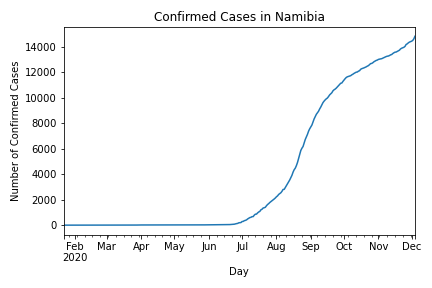 Confirmed Cases in Namibia
Number of Confirmed Cases
14000
12000
10000
8000
6000
4000
2000
0
Feb Mar Apr May Jun Jul Aug Sep Oct Nov Dec
2020
Day